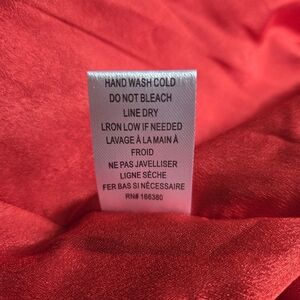 HAND WASH COLD
DO NOT BLEACH
LINE DRY
LRON LOW IF NEEDED
LAVAGE À LA MAIN À
FROID
NE PAS JAVELLISER
LIGNE SÈCHE
FER BAS SI NÉCESSAIRE
RN# 166380